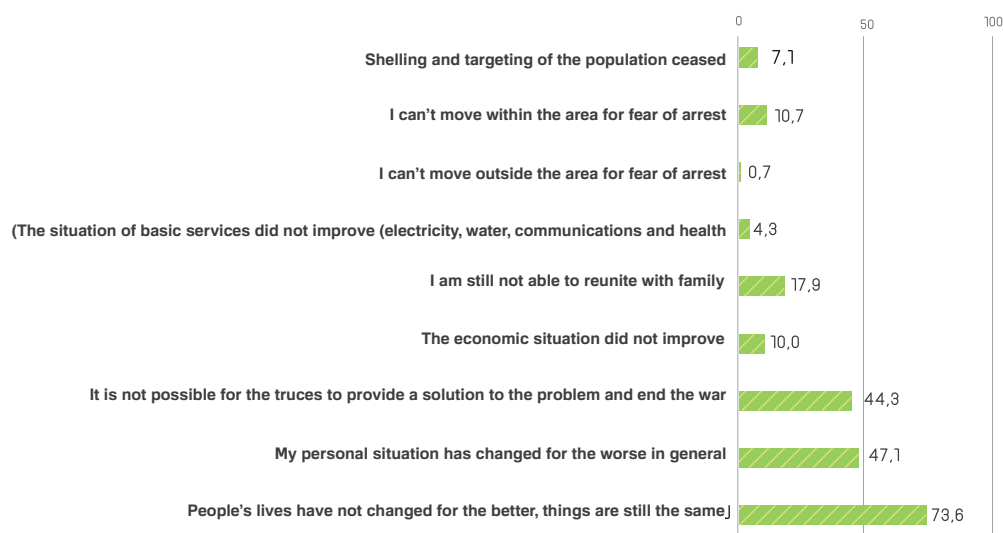 0 50 100
Shelling and targeting of the population ceased 7,1
I can’t move within the area for fear of arrest 10,7
I can’t move outside the area for fear of arrest 0,7
(The situation of basic services did not improve (electricity, water, communications and health 4,3
I am still not able to reunite with family 17,9
The economic situation did not improve 10,0
It is not possible for the truces to provide a solution to the problem and end the war 44,3
My personal situation has changed for the worse in general 47,1
People’s lives have not changed for the better, things are still the sameل 73,6